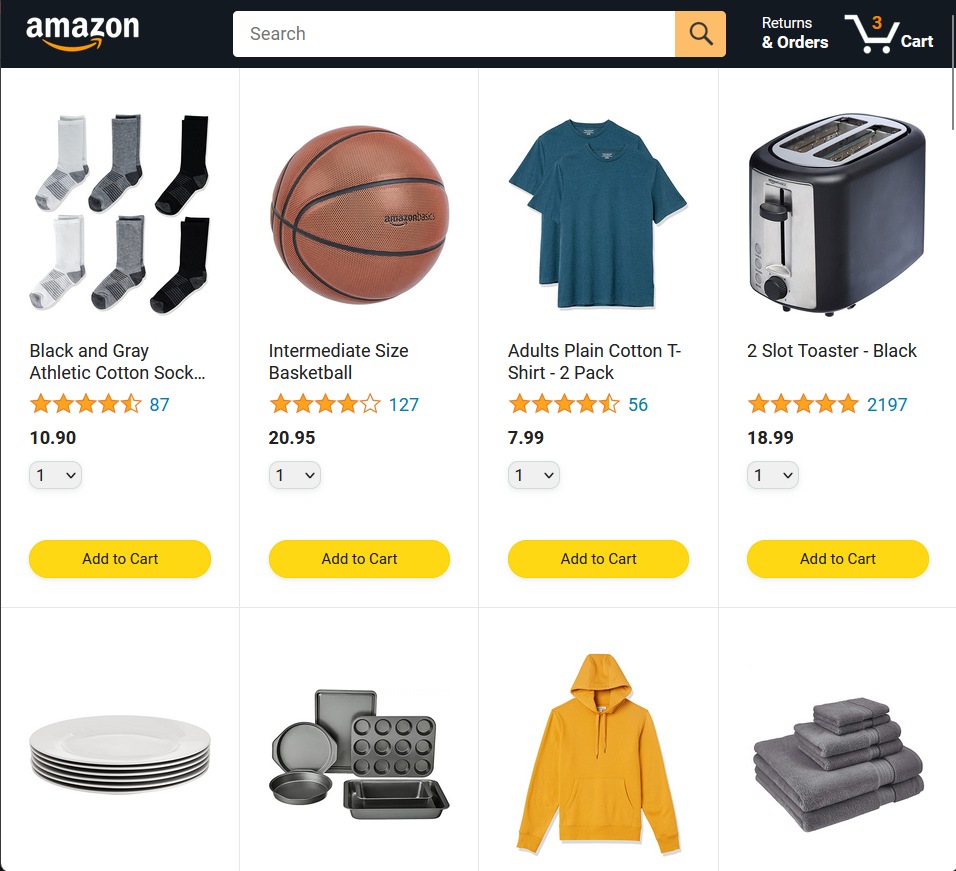 amazon
Search
Returns
& Orders
3
Cart
amazonbasics
Black and Gray
Athletic Cotton Sock...
87
10.90
1
Add to Cart
Intermediate Size
Basketball
127
20.95
1
Add to Cart
Adults Plain Cotton T-
Shirt - 2 Pack
56
7.99
1
Add to Cart
2 Slot Toaster - Black
2197
18.99
1
Add to Cart